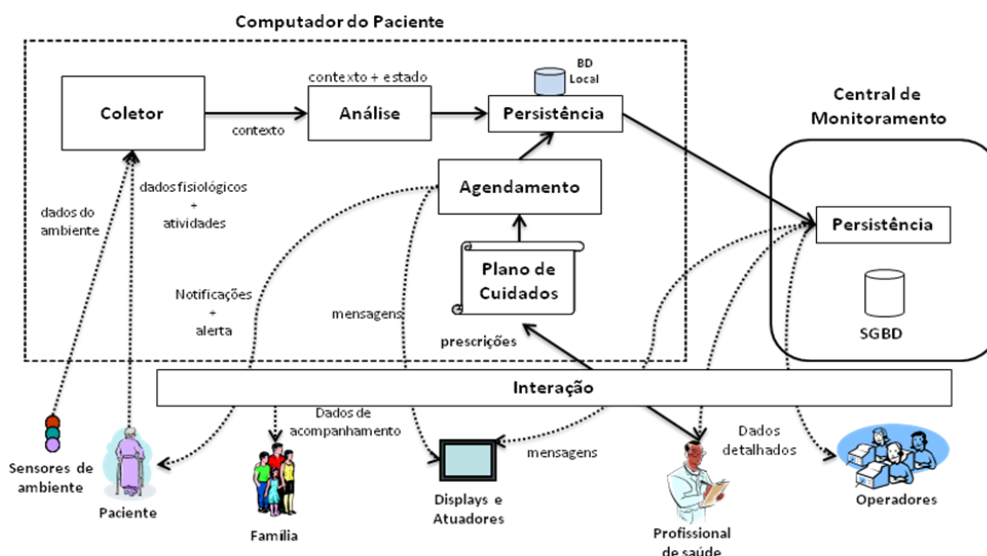 Computador do Paciente
BD
Local
contexto + estado
Coletor
Análise
Persistência
contexto
Central de
Monitoramento
Agendamento
dados fisiológicos
+
atividades
dados do
ambiente
Persistência
Plano de
Cuidados
Notificações
+
alerta
mensagens
prescrições
SGBD
Interação
Dados de
acompanhamento
mensagens
Dados
detalhados
Sensores de
ambiente
Paciente
Família
Displays e
Atuadores
Profissional
de saúde
Operadores